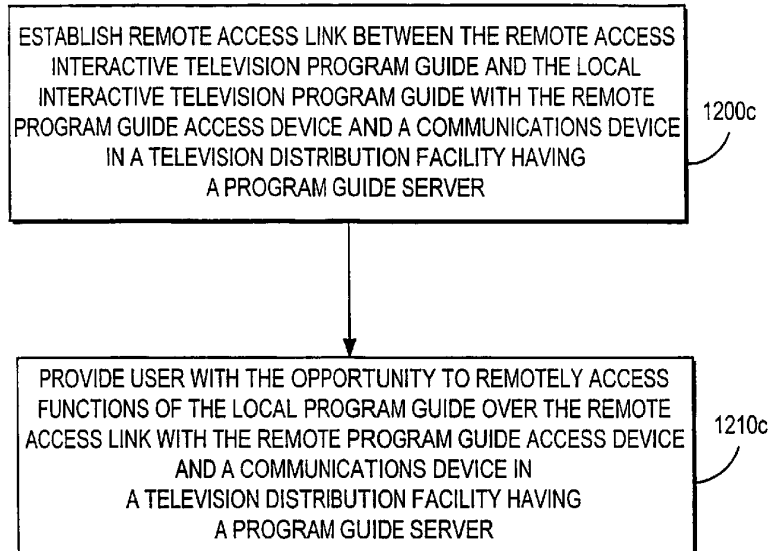 ESTABLISH REMOTE ACCESS LINK BETWEEN THE REMOTE ACCESS
INTERACTIVE TELEVISION PROGRAM GUIDE AND THE LOCAL
INTERACTIVE TELEVISION PROGRAM GUIDE WITH THE REMOTE
PROGRAM GUIDE ACCESS DEVICE AND A COMMUNICATIONS DEVICE
IN A TELEVISION DISTRIBUTION FACILITY HAVING
A PROGRAM GUIDE SERVER
1200c
PROVIDE USER WITH THE OPPORTUNITY TO REMOTELY ACCESS
FUNCTIONS OF THE LOCAL PROGRAM GUIDE OVER THE REMOTE
ACCESS LINK WITH THE REMOTE PROGRAM GUIDE ACCESS DEVICE
AND A COMMUNICATIONS DEVICE IN
A TELEVISION DISTRIBUTION FACILITY HAVING
A PROGRAM GUIDE SERVER
1210c